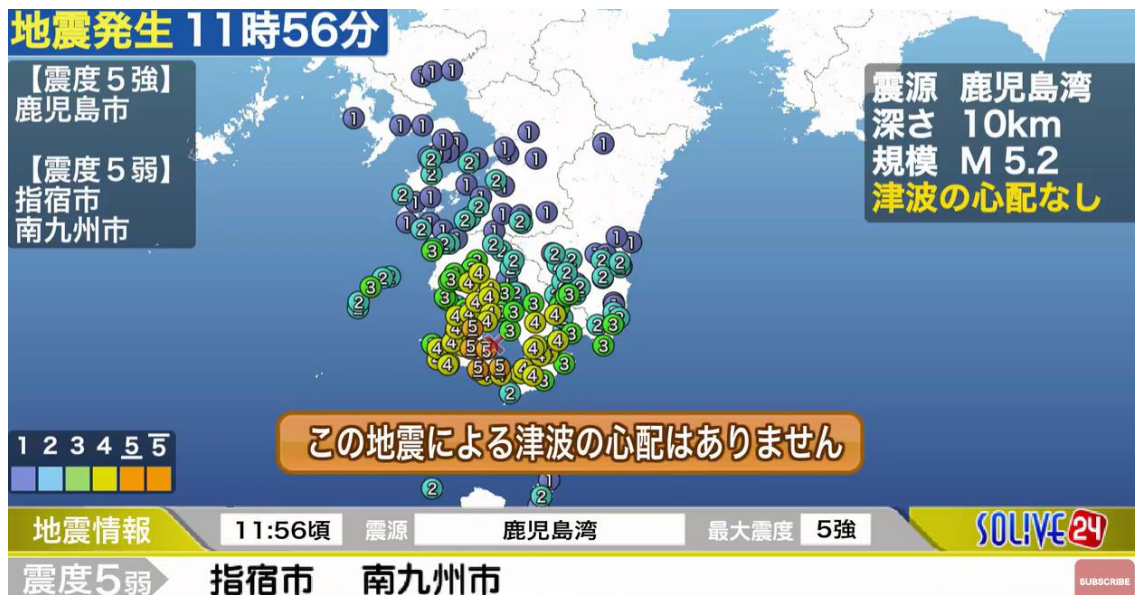 地震発生 11時56分
【震度５強】
鹿児島市
【震度５弱】
指宿市
南九州市
震源 鹿児島湾
深さ 10km
規模 M 5.2
津波の心配なし
この地震による津波の心配はありません
1 2 3 4 5 5
地震情報 11:56頃 震源 鹿児島湾 最大震度 5強 SOLiVE24
震度5弱 指宿市 南九州市
SUBSCRIBE